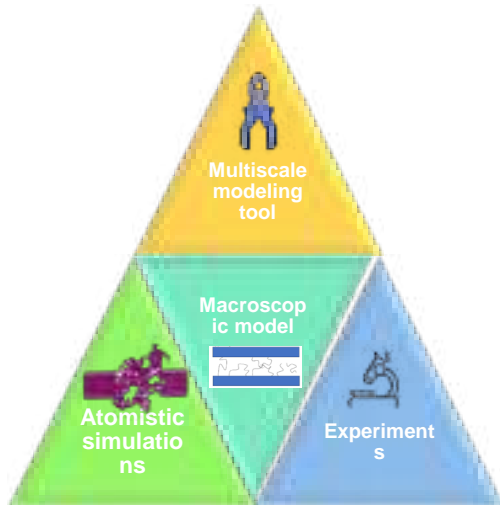 Multiscale
modeling
tool
Macroscop
ic model
Atomistic
simulatio
ns
Experiment
s